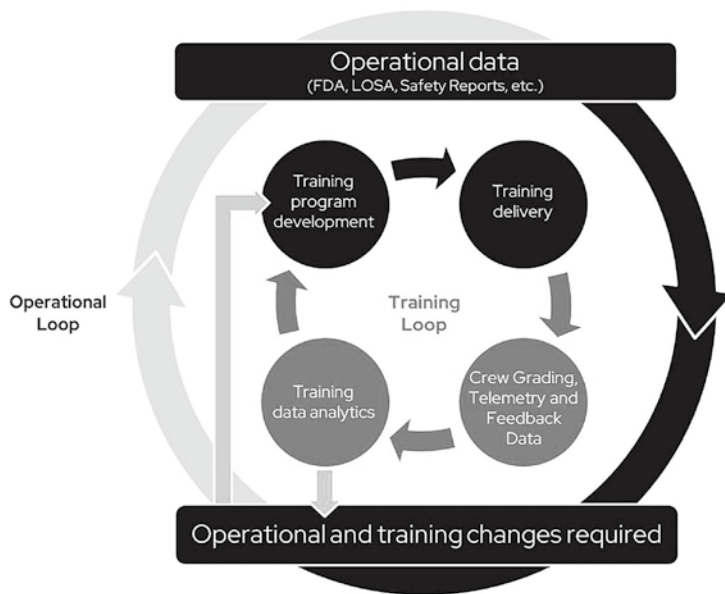 Operational data
(FDA, LOSA, Safety Reports, etc.)
Training
program
development
Training
delivery
Operational
Loop
Training
Loop
Training
data analytics
Crew Grading,
Telemetry and
Feedback
Data
Operational and training changes required